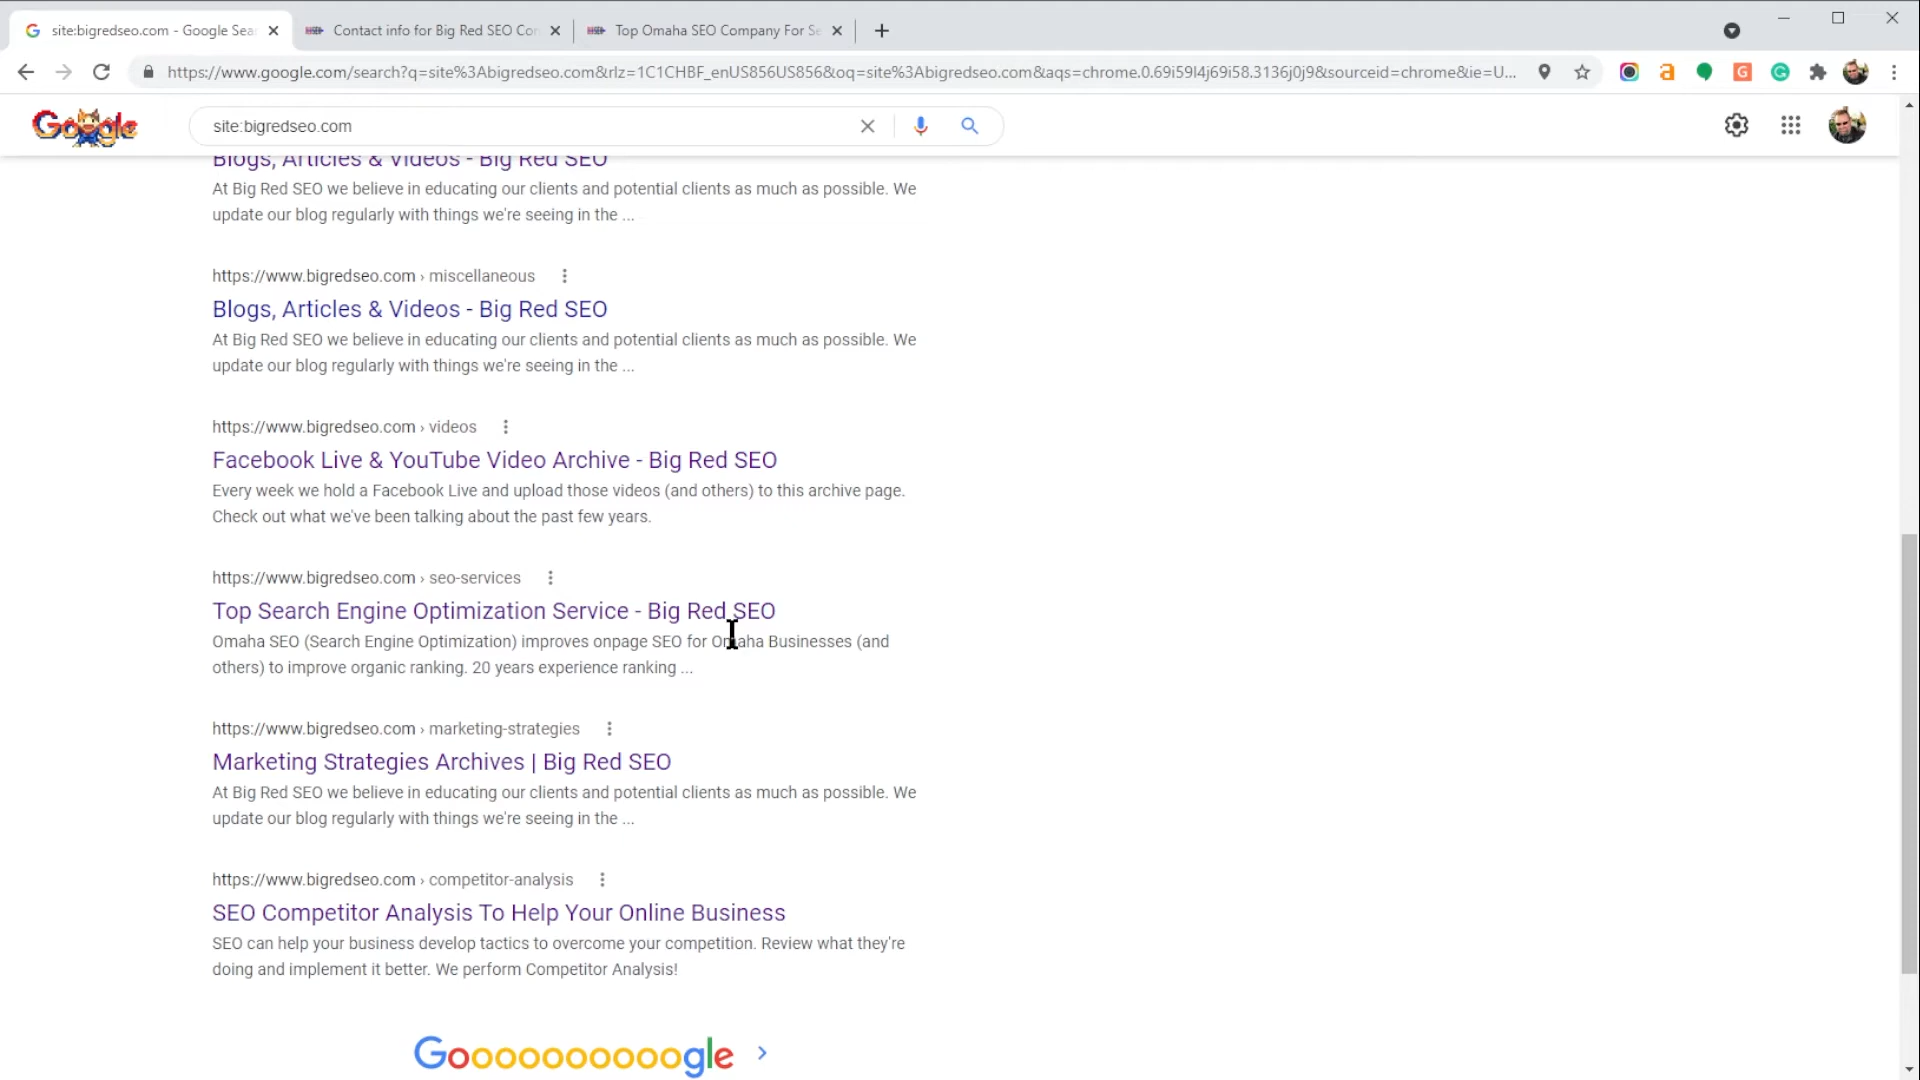 site:bigredseo.com - Google Sea
Contact info for Big Red SEO Con
Top Omaha SEO Company For Se
https://www.google.com/search?q=site%3Abigredseo.com&rlz=1C1CHBF_enUS856US856&oq=site%3Abigredseo.com&aqs=chrome.0.69i59l4j69i58.3136j0j9&sourceid=chrome&ie=U...
Google
site:bigredseo.com
Blogs, Articles & Videos - Big Red SEO
At Big Red SEO we believe in educating our clients and potential clients as much as possible. We
update our blog regularly with things we're seeing in the ...
https://www.bigredseo.com › miscellaneous
Blogs, Articles & Videos - Big Red SEO
At Big Red SEO we believe in educating our clients and potential clients as much as possible. We
update our blog regularly with things we're seeing in the ...
https://www.bigredseo.com › videos
Facebook Live & YouTube Video Archive - Big Red SEO
Every week we hold a Facebook Live and upload those videos (and others) to this archive page.
Check out what we've been talking about the past few years.
https://www.bigredseo.com › seo-services
Top Search Engine Optimization Service - Big Red SEO
Omaha SEO (Search Engine Optimization) improves onpage SEO for Omaha Businesses (and
others) to improve organic ranking. 20 years experience ranking ...
https://www.bigredseo.com › marketing-strategies
Marketing Strategies Archives | Big Red SEO
At Big Red SEO we believe in educating our clients and potential clients as much as possible. We
update our blog regularly with things we're seeing in the ...
https://www.bigredseo.com › competitor-analysis
SEO Competitor Analysis To Help Your Online Business
SEO can help your business develop tactics to overcome your competition. Review what they're
doing and implement it better. We perform Competitor Analysis!
Goooooooooogle